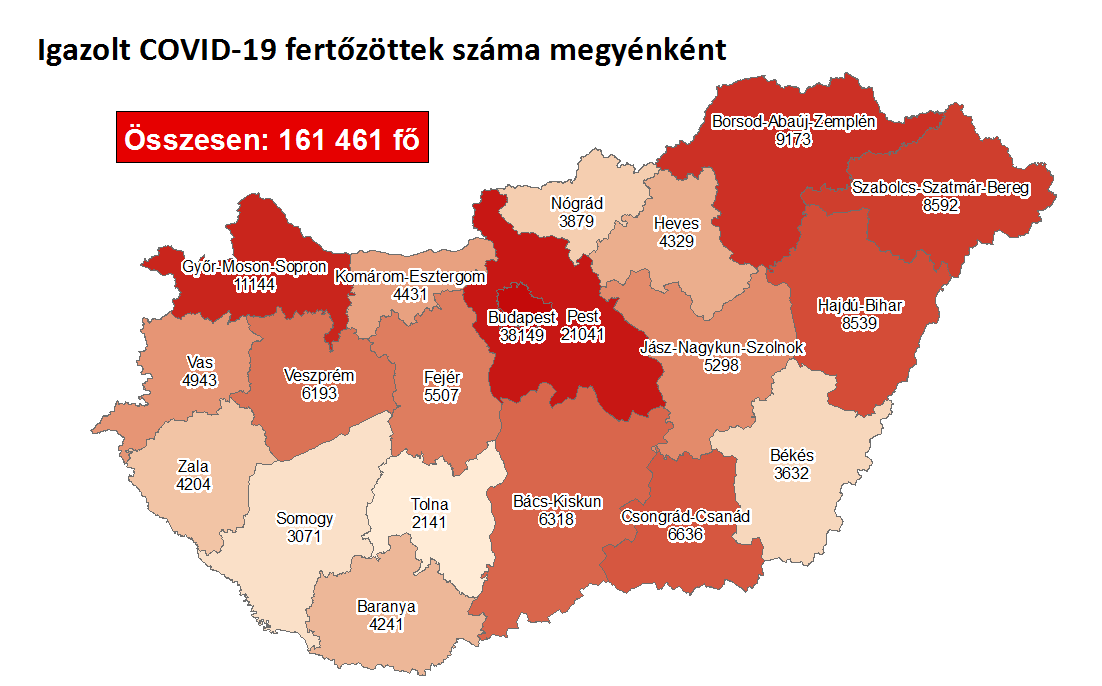 Igazolt COVID-19 fertőzöttek száma megyénként
Összesen: 161 461 fő
Borsod-Abaúj-Zemplén
9173
Szabolcs-Szatmár-Bereg
8592
Nógrád
3879
Heves
4329
Győr-Moson-Sopron
11144
Komárom-Esztergom
4431
Budapest
38149
Pest
21041
Hajdú-Bihar
8539
Jász-Nagykun-Szolnok
5298
Vas
4943
Veszprém
6193
Fejér
5507
Zala
4204
Békés
3632
Somogy
3071
Tolna
2141
Bács-Kiskun
6318
Csongrád-Csanád
6636
Baranya
4241